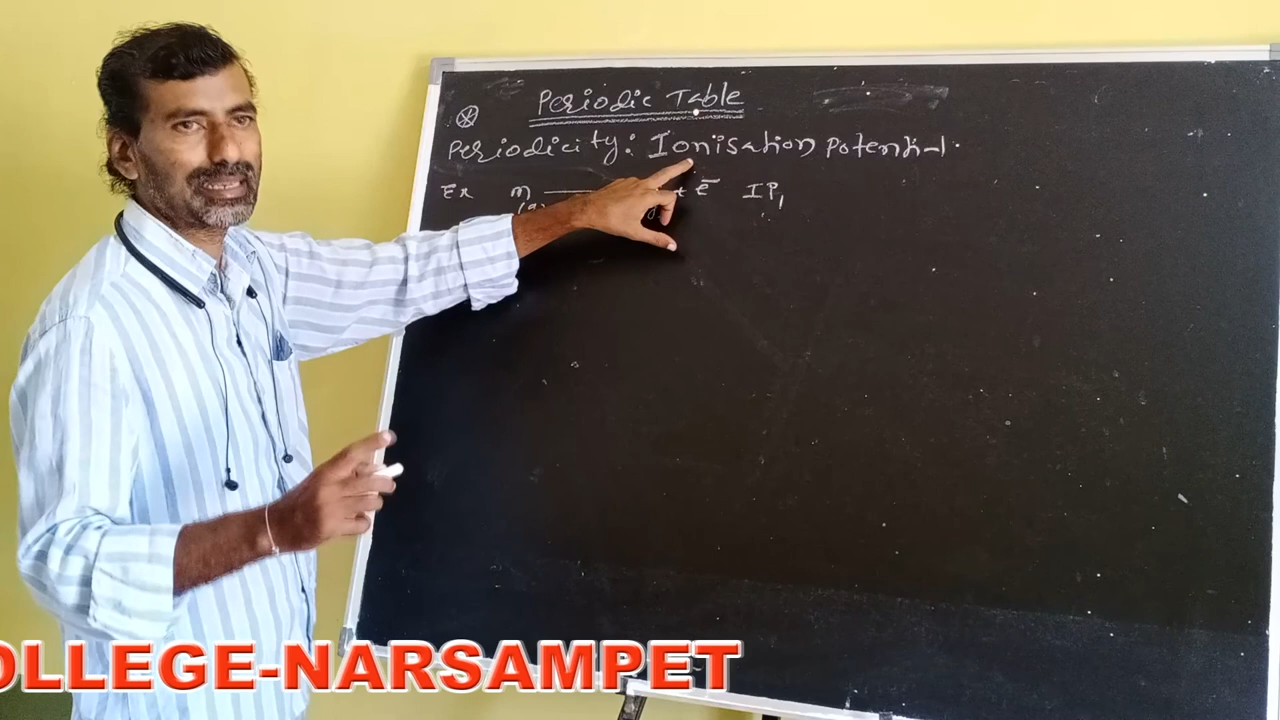 Periodic Table
Periodicity: Ionisation Potential.
Ex M (g) + e̅ IP₁
OLLEGE-NARSAMPET